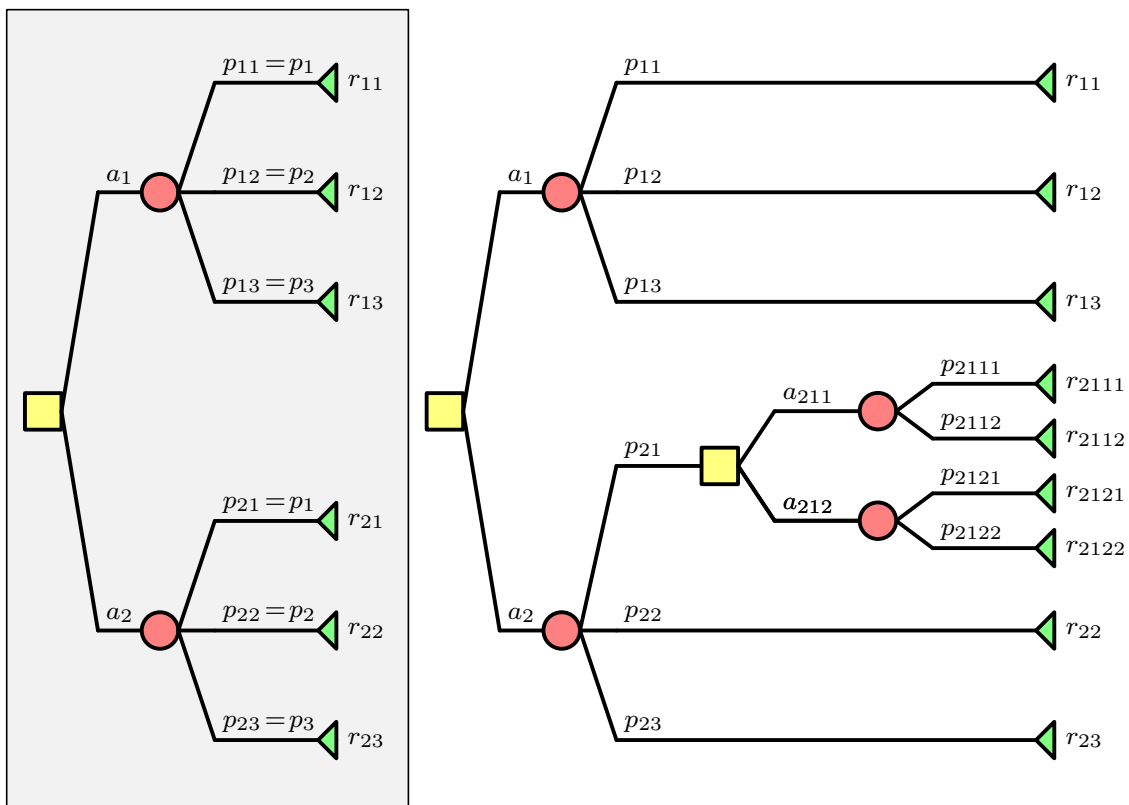 p₁₁=p₁ r₁₁
a₁ p₁₂=p₂ r₁₂
p₁₃=p₃ r₁₃
p₂₁=p₁ r₂₁
a₂ p₂₂=p₂ r₂₂
p₂₃=p₃ r₂₃
p₁₁ r₁₁
a₁ p₁₂ r₁₂
p₁₃ r₁₃
p₂₁₁₁ r₂₁₁₁
a₂₁₁ p₂₁₁₂ r₂₁₁₂
p₂₁ p₂₁₂₁ r₂₁₂₁
a₂₁₂ p₂₁₂₂ r₂₁₂₂
a₂ p₂₂ r₂₂
p₂₃ r₂₃